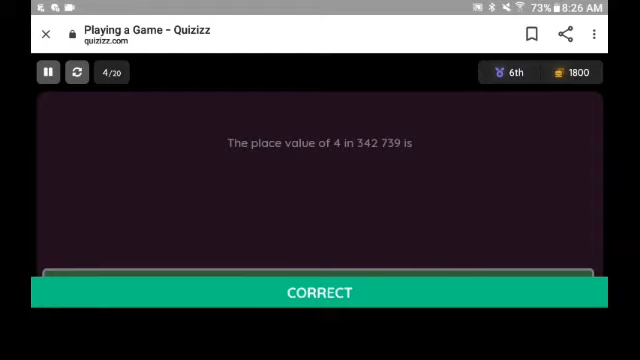 73% 8:26 AM
Playing a Game - Quizizz
quizizz.com
4/20
6th
1800
The place value of 4 in 342 739 is
CORRECT